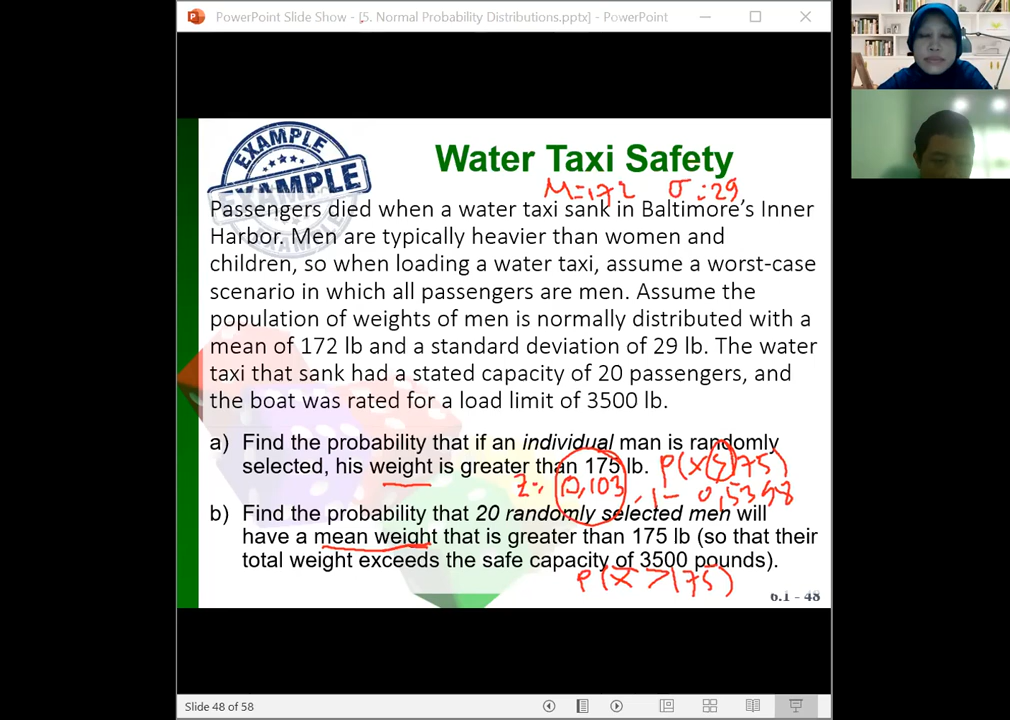 PowerPoint Slide Show - [5. Normal Probability Distributions.pptx] - PowerPoint
EXAMPLE
EXAMPLE
Water Taxi Safety
M=172 σ=29
Passengers died when a water taxi sank in Baltimore's Inner
Harbor. Men are typically heavier than women and
children, so when loading a water taxi, assume a worst-case
scenario in which all passengers are men. Assume the
population of weights of men is normally distributed with a
mean of 172 lb and a standard deviation of 29 lb. The water
taxi that sank had a stated capacity of 20 passengers, and
the boat was rated for a load limit of 3500 lb.
a) Find the probability that if an individual man is randomly
selected, his weight is greater than 175 lb.
z = 0,103
= 1 - 0,5398
b) Find the probability that 20 randomly selected men will
have a mean weight that is greater than 175 lb (so that their
total weight exceeds the safe capacity of 3500 pounds).
P(x̄ >175)
6.1 - 48
Slide 48 of 58